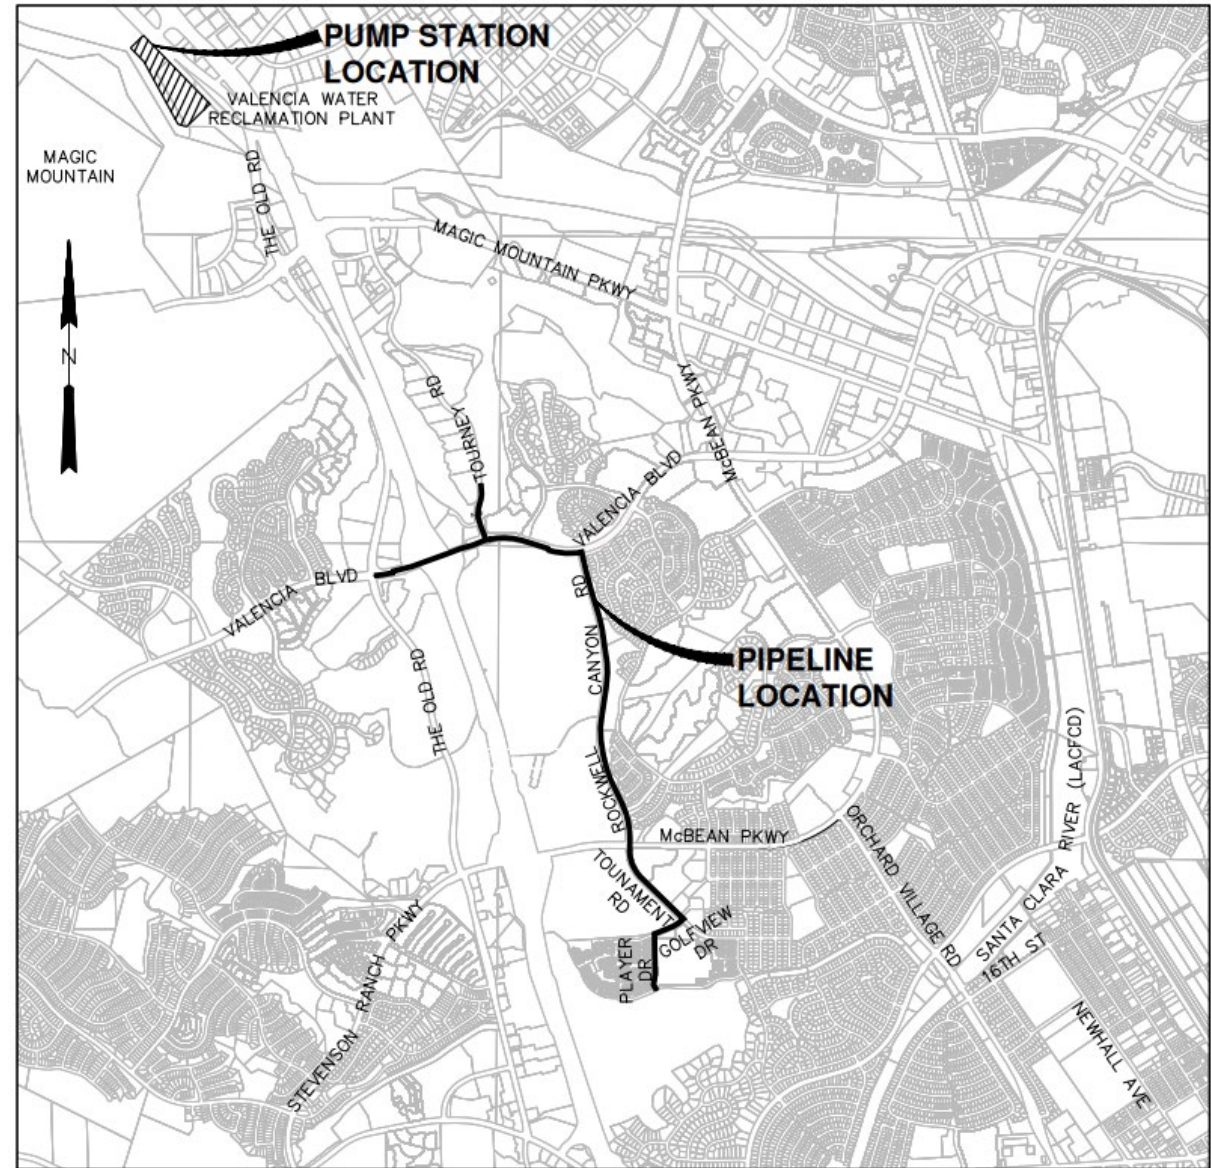 PUMP STATION
LOCATION
VALENCIA WATER
RECLAMATION PLANT
MAGIC
MOUNTAIN
THE OLD RD
MAGIC MOUNTAIN PKWY
N
TOURNEY RD
McBEAN PKWY
VALENCIA BLVD
VALENCIA BLVD
ROCKWELL CANYON RD
PIPELINE
LOCATION
THE OLD RD
SANTA CLARA RIVER (LACFCD)
McBEAN PKWY
ORCHARD VILLAGE RD
TOUNAMENT
RD
GOLFVIEW
DR
PLAYER
DR
16TH ST
STEVENSON RANCH PKWY
NEWHALL AVE